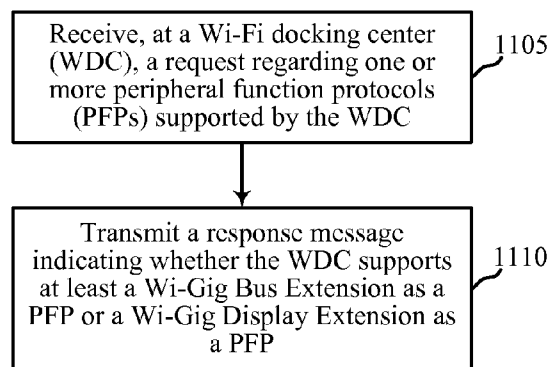 Receive, at a Wi-Fi docking center
(WDC), a request regarding one or
more peripheral function protocols
(PFPs) supported by the WDC
1105
Transmit a response message
indicating whether the WDC supports
at least a Wi-Gig Bus Extension as a
PFP or a Wi-Gig Display Extension as
a PFP
1110